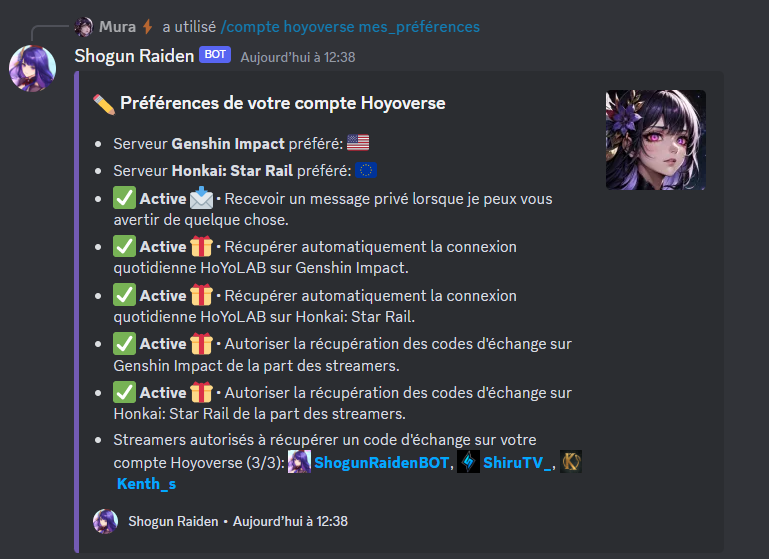 Mura a utilisé /compte hoyoverse mes_préférences
Shogun Raiden BOT Aujourd'hui à 12:38
Préférences de votre compte Hoyoverse
• Serveur Genshin Impact préféré:
• Serveur Honkai: Star Rail préféré:
• Active • Recevoir un message privé lorsque je peux vous
avertir de quelque chose.
• Active • Récupérer automatiquement la connexion
quotidienne HoYoLAB sur Genshin Impact.
• Active • Récupérer automatiquement la connexion
quotidienne HoYoLAB sur Honkai: Star Rail.
• Active • Autoriser la récupération des codes d'échange sur
Genshin Impact de la part des streamers.
• Active • Autoriser la récupération des codes d'échange sur
Honkai: Star Rail de la part des streamers.
• Streamers autorisés à récupérer un code d'échange sur votre
compte Hoyoverse (3/3): ShogunRaidenBOT, ShiruTV_,
Kenth_s
Shogun Raiden • Aujourd'hui à 12:38